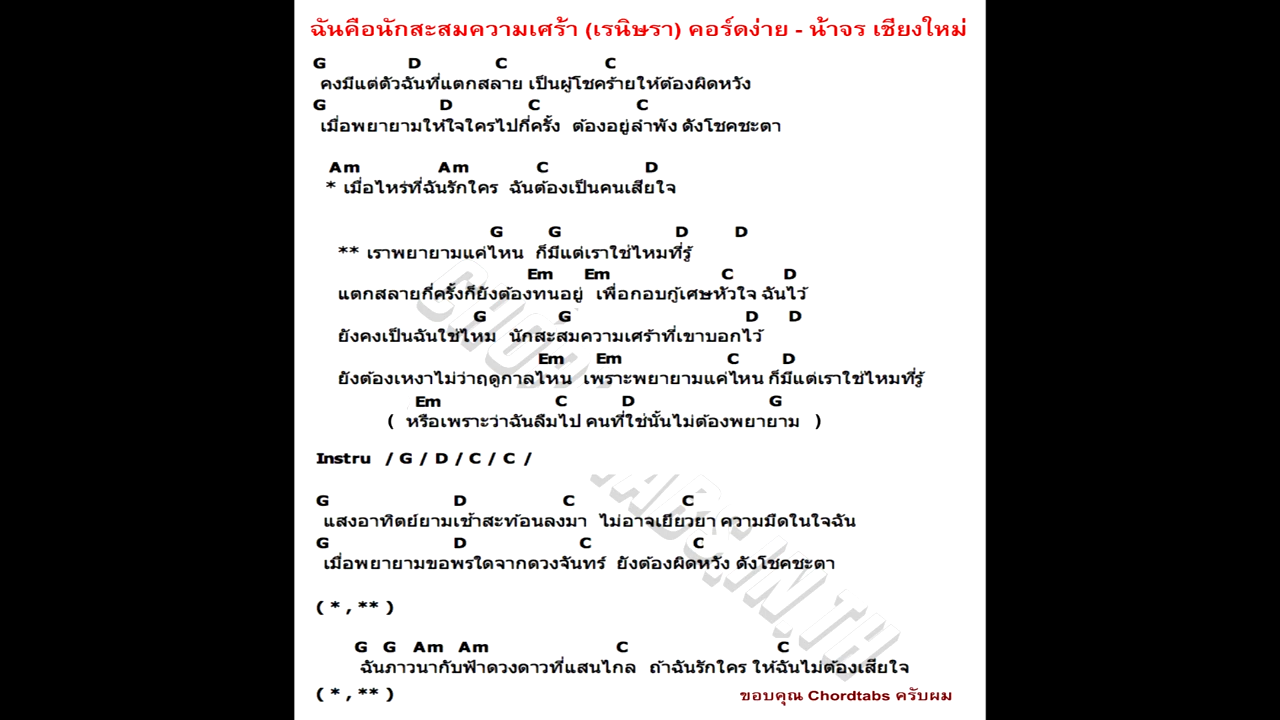 ฉันคือนักสะสมความเศร้า (เรนิษรา) คอร์ดง่าย - น้าจร เชียงใหม่
G D C C
คงมีแต่ตัวฉันที่แตกสลาย เป็นผู้โชคร้ายให้ต้องผิดหวัง
G D C C
เมื่อพยายามให้ใจใครไปกี่ครั้ง ต้องอยู่ลำพัง ดังโชคชะตา
Am Am C D
* เมื่อไหร่ที่ฉันรักใคร ฉันต้องเป็นคนเสียใจ
G G D D
** เราพยายามแค่ไหน ก็มีแต่เราใช่ไหมที่รู้
Em Em C D
แตกสลายกี่ครั้งก็ยังต้องทนอยู่ เพื่อกอบกู้เศษหัวใจ ฉันไว้
G G D D
ยังคงเป็นฉันใช่ไหม นักสะสมความเศร้าที่เขาบอกไว้
Em Em C D
ยังต้องเหงาไม่ว่าฤดูกาลไหน เพราะพยายามแค่ไหน ก็มีแต่เราใช่ไหมที่รู้
Em C D G
( หรือเพราะว่าฉันลืมไป คนที่ใช่นั้นไม่ต้องพยายาม )
Instru / G / D / C / C /
G D C C
แสงอาทิตย์ยามเช้าสะท้อนลงมา ไม่อาจเยียวยา ความมืดในใจฉัน
G D C C
เมื่อพยายามขอพรใดจากดวงจันทร์ ยังต้องผิดหวัง ดังโชคชะตา
( * , ** )
G G Am Am C C
ฉันภาวนากับฟ้าดวงดาวที่แสนไกล ถ้าฉันรักใคร ให้ฉันไม่ต้องเสียใจ
( * , ** )
ขอบคุณ Chordtabs ครับผม